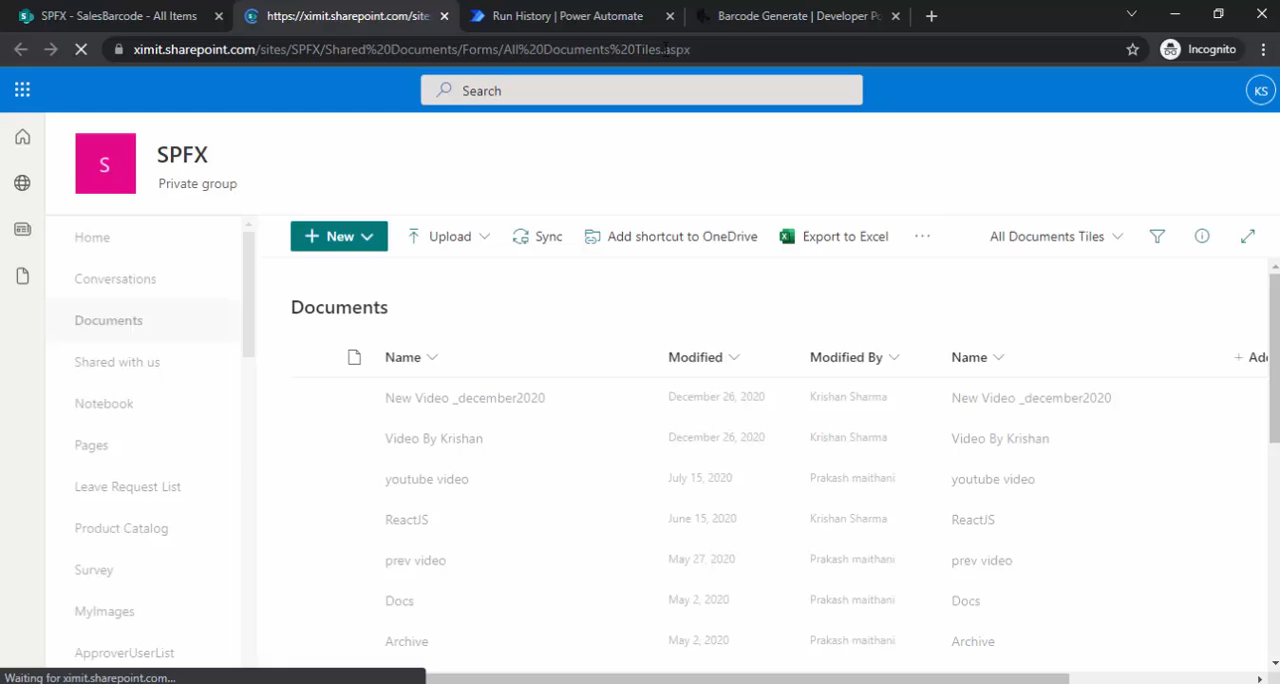 SPFX - SalesBarcode - All Items
https://ximit.sharepoint.com/site
Run History | Power Automate
Barcode Generate | Developer Po
ximit.sharepoint.com/sites/SPFX/Shared%20Documents/Forms/All%20Documents%20Tiles.aspx
Incognito
Search
KS
S
SPFX
Private group
Home
Conversations
Documents
Shared with us
Notebook
Pages
Leave Request List
Product Catalog
Survey
MyImages
ApproverUserList
New Upload Sync Add shortcut to OneDrive Export to Excel ... All Documents Tiles
Documents
Name Modified Modified By Name + Add
New Video _december2020 December 26, 2020 Krishan Sharma New Video _december2020
Video By Krishan December 26, 2020 Krishan Sharma Video By Krishan
youtube video July 15, 2020 Prakash maithani youtube video
ReactJS June 15, 2020 Krishan Sharma ReactJS
prev video May 27, 2020 Prakash maithani prev video
Docs May 2, 2020 Prakash maithani Docs
Archive May 2, 2020 Prakash maithani Archive
Waiting for ximit.sharepoint.com...